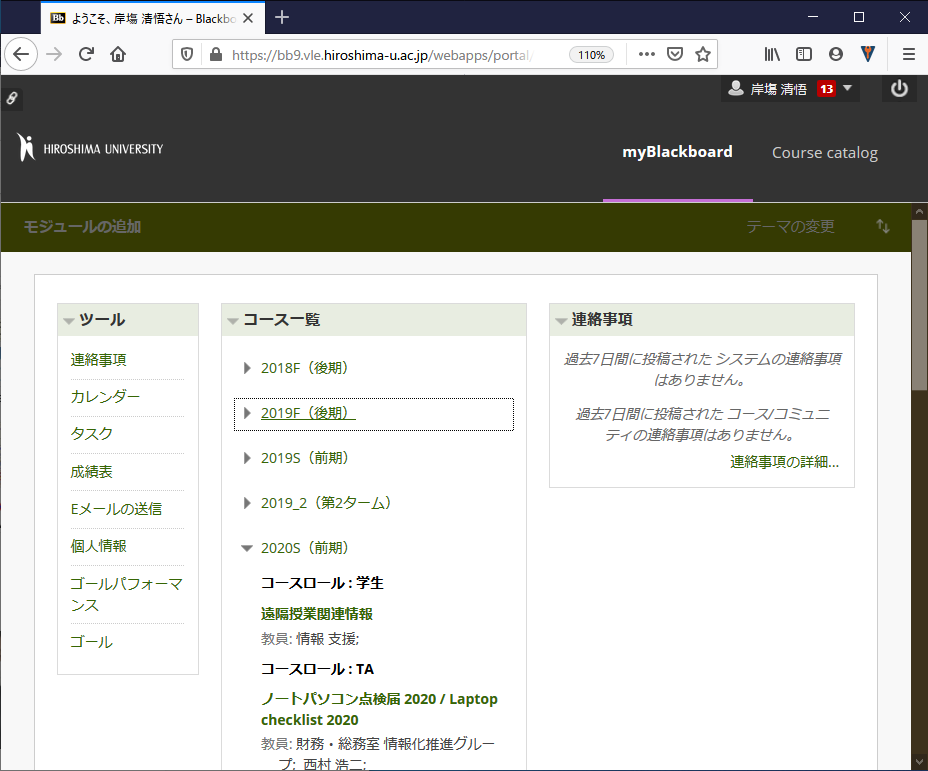 Bb ようこそ、岸塲 清悟さん – Blackbo
https://bb9.vle.hiroshima-u.ac.jp/webapps/portal/
110%
岸塲 清悟 13
HIROSHIMA UNIVERSITY
myBlackboard
Course catalog
モジュールの追加
テーマの変更
ツール
連絡事項
カレンダー
タスク
成績表
Eメールの送信
個人情報
ゴールパフォーマ
ンス
ゴール
コース一覧
2018F（後期）
2019F（後期）
2019S（前期）
2019_2（第2ターム）
2020S（前期）
コースロール : 学生
遠隔授業関連情報
教員: 情報 支援;
コースロール : TA
ノートパソコン点検届 2020 / Laptop
checklist 2020
教員: 財務・総務室 情報化推進グルー
プ; 西村 浩二;
連絡事項
過去7日間に投稿された システムの連絡事項
はありません。
過去7日間に投稿された コース/コミュニ
ティの連絡事項はありません。
連絡事項の詳細...